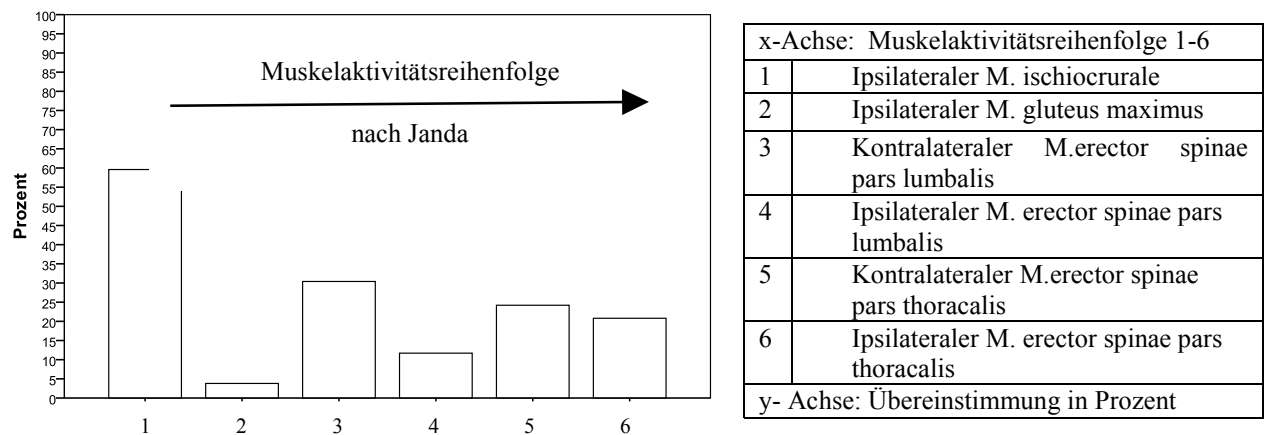 100
95
90
85
80
75
70
65
60
55
50
45
40
35
30
25
20
15
10
5
0
Prozent
Muskelaktivitätsreihenfolge
nach Janda
1 2 3 4 5 6
x-Achse: Muskelaktivitätsreihenfolge 1-6
1 Ipsilateraler M. ischiocrurale
2 Ipsilateraler M. gluteus maximus
3 Kontralateraler M.erector spinae
pars lumbalis
4 Ipsilateraler M. erector spinae pars
lumbalis
5 Kontralateraler M.erector spinae
pars thoracalis
6 Ipsilateraler M. erector spinae pars
thoracalis
y- Achse: Übereinstimmung in Prozent